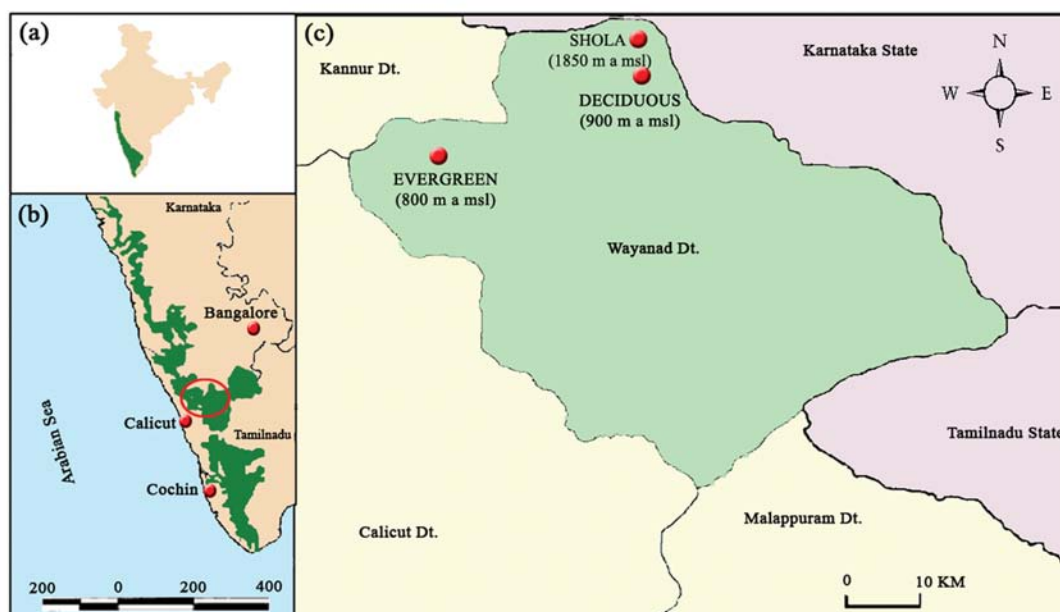 (a)
(b)
Karnataka
Bangalore
Calicut
Tamilnadu
Cochin
Arabian Sea
200 0 200 400
(c)
SHOLA
(1850 m a msl)
DECIDUOUS
(900 m a msl)
EVERGREEN
(800 m a msl)
Kannur Dt.
Karnataka State
N
W E
S
Wayanad Dt.
Tamilnadu State
Calicut Dt.
Malappuram Dt.
0 10 KM